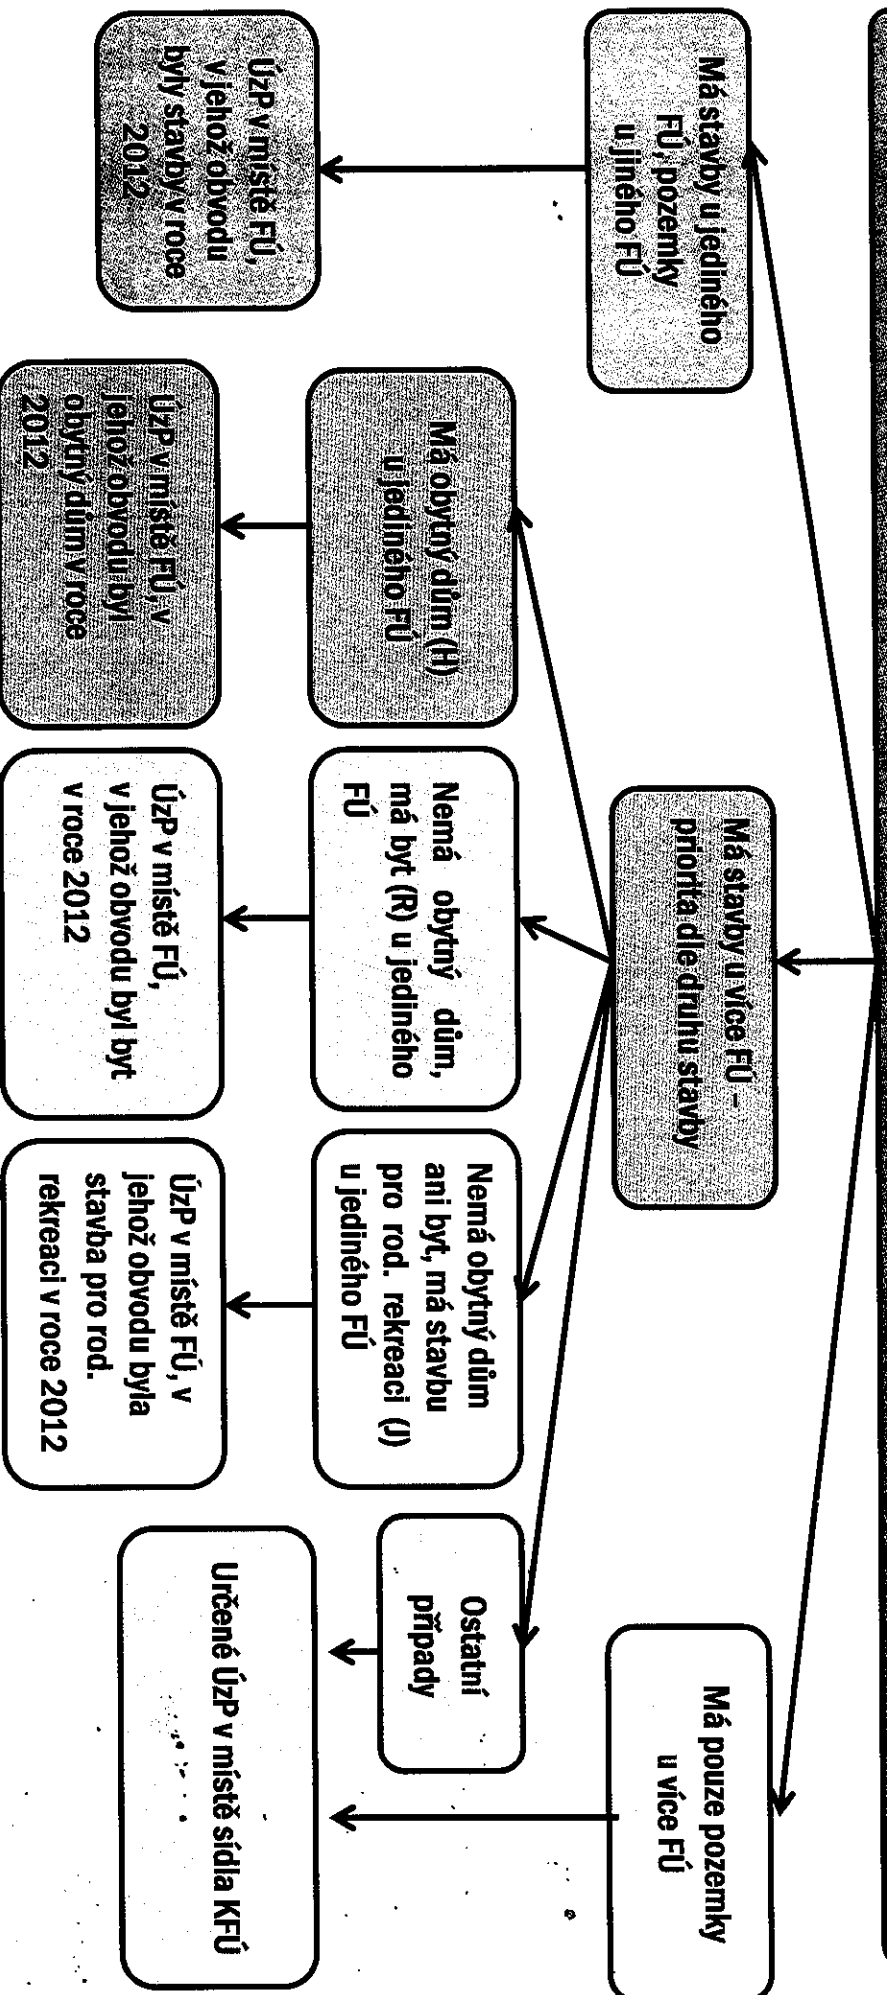 Má stavby u jediného
FÚ, pozemky
u jiného FÚ
Má stavby u více FÚ –
priorita dle druhu stavby
Má pouze pozemky
u více FÚ
Má obytný dům (H)
u jediného FÚ
Nemá obytný dům,
má byt (R) u jediného
FÚ
Nemá obytný dům
ani byt, má stavbu
pro rod. rekreaci (J)
u jediného FÚ
Ostatní
případy
ÚzP v místě FÚ,
v jehož obvodu
byly stavby v roce
2012
ÚzP v místě FÚ, v
jehož obvodu byl
obytný dům v roce
2012
ÚzP v místě FÚ,
v jehož obvodu byl byt
v roce 2012
ÚzP v místě FÚ, v
jehož obvodu byla
stavba pro rod.
rekreaci v roce 2012
Určené ÚzP v místě sídla KFÚ